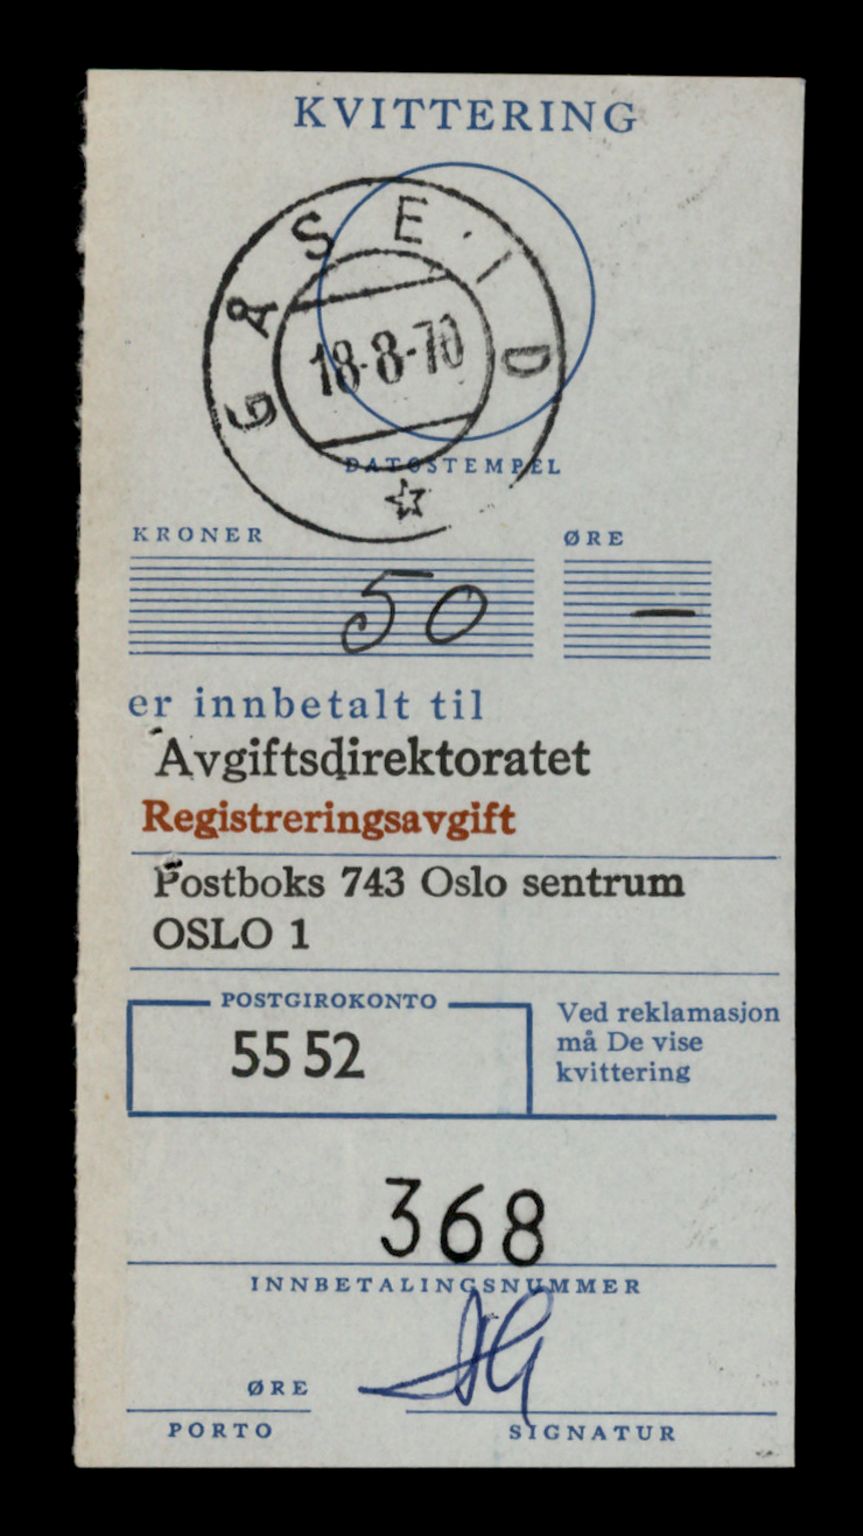 KVITTERING
GÅSEID
18-8-70
DATOSTEMPEL
KRONER ØRE
50 —
er innbetalt til
Avgiftsdirektoratet
Registreringsavgift
Postboks 743 Oslo sentrum
OSLO 1
POSTGIROKONTO
55 52
Ved reklamasjon
må De vise
kvittering
368
INNBETALINGSNUMMER
ØRE
PORTO
SIGNATUR